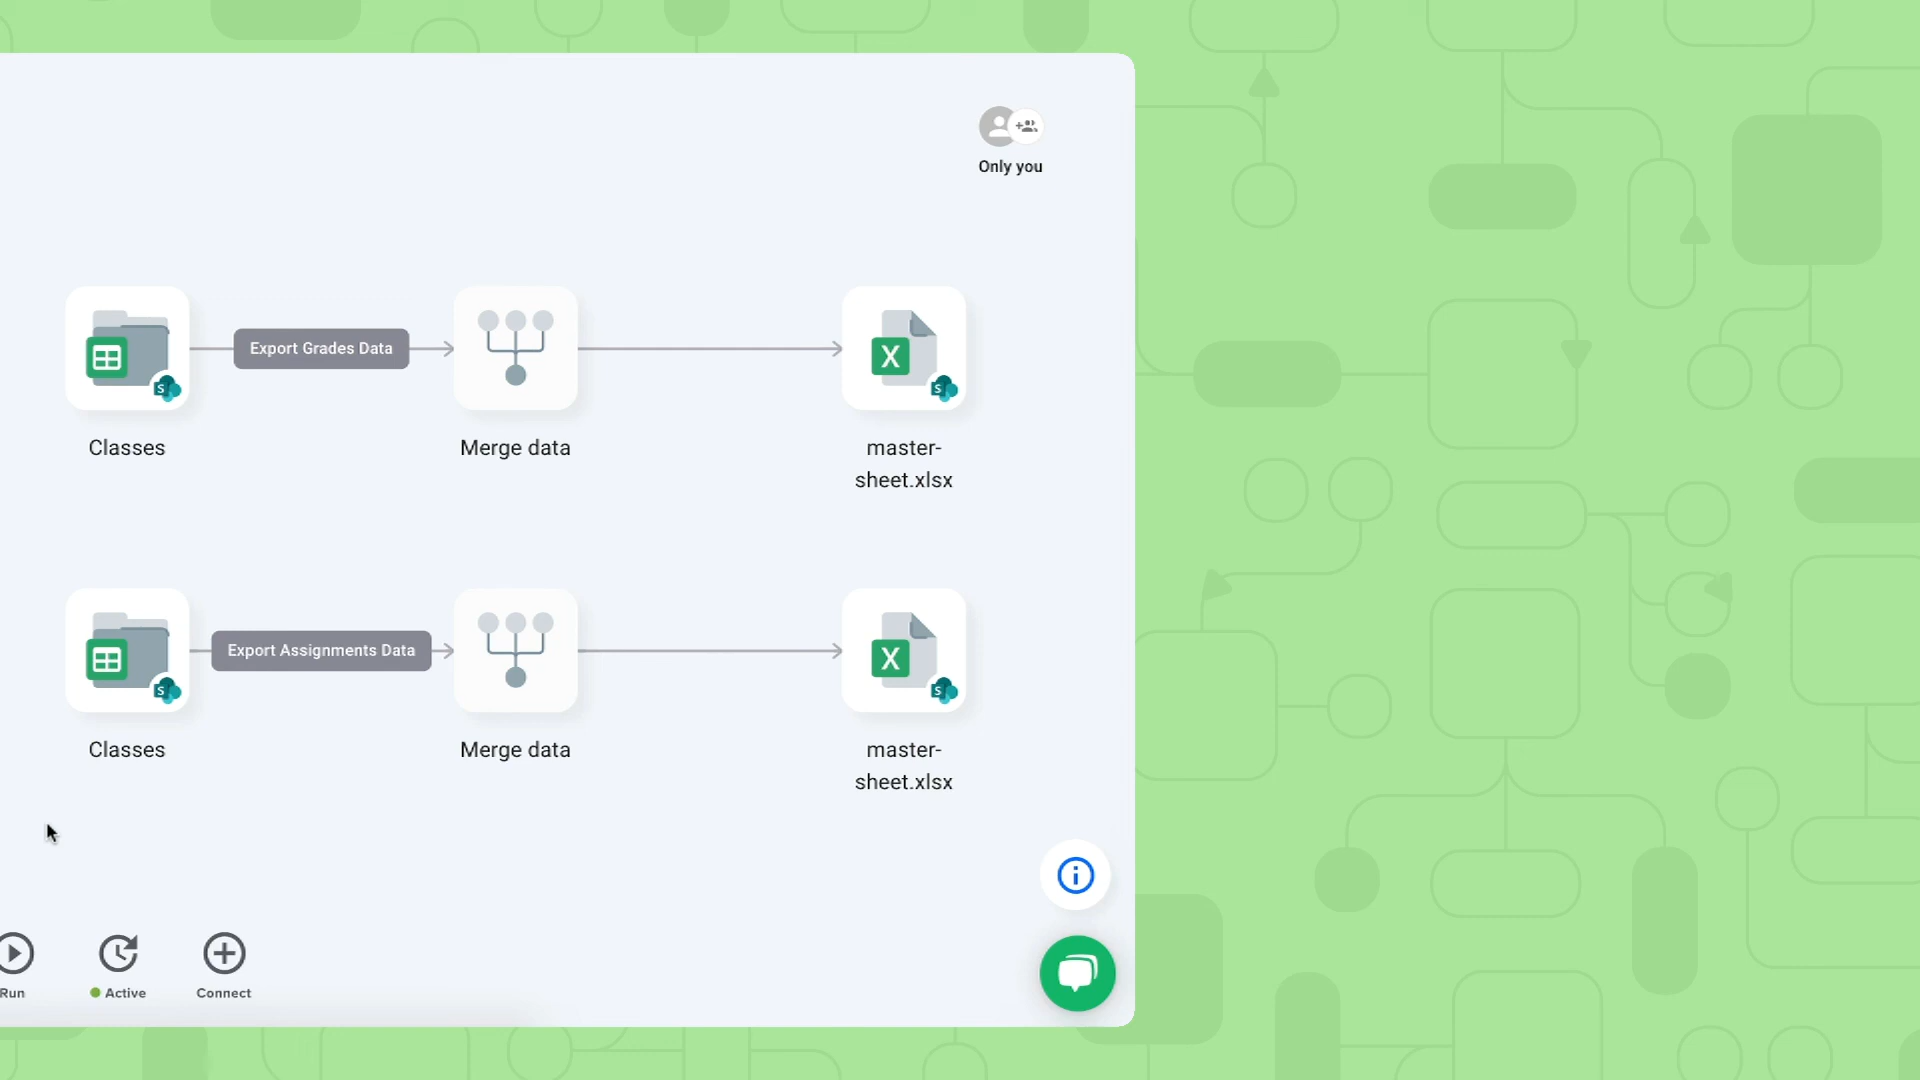 Only you
Export Grades Data
X
S
S
Classes
Merge data
master-
sheet.xlsx
Export Assignments Data
X
S
S
Classes
Merge data
master-
sheet.xlsx
Run
Active
Connect